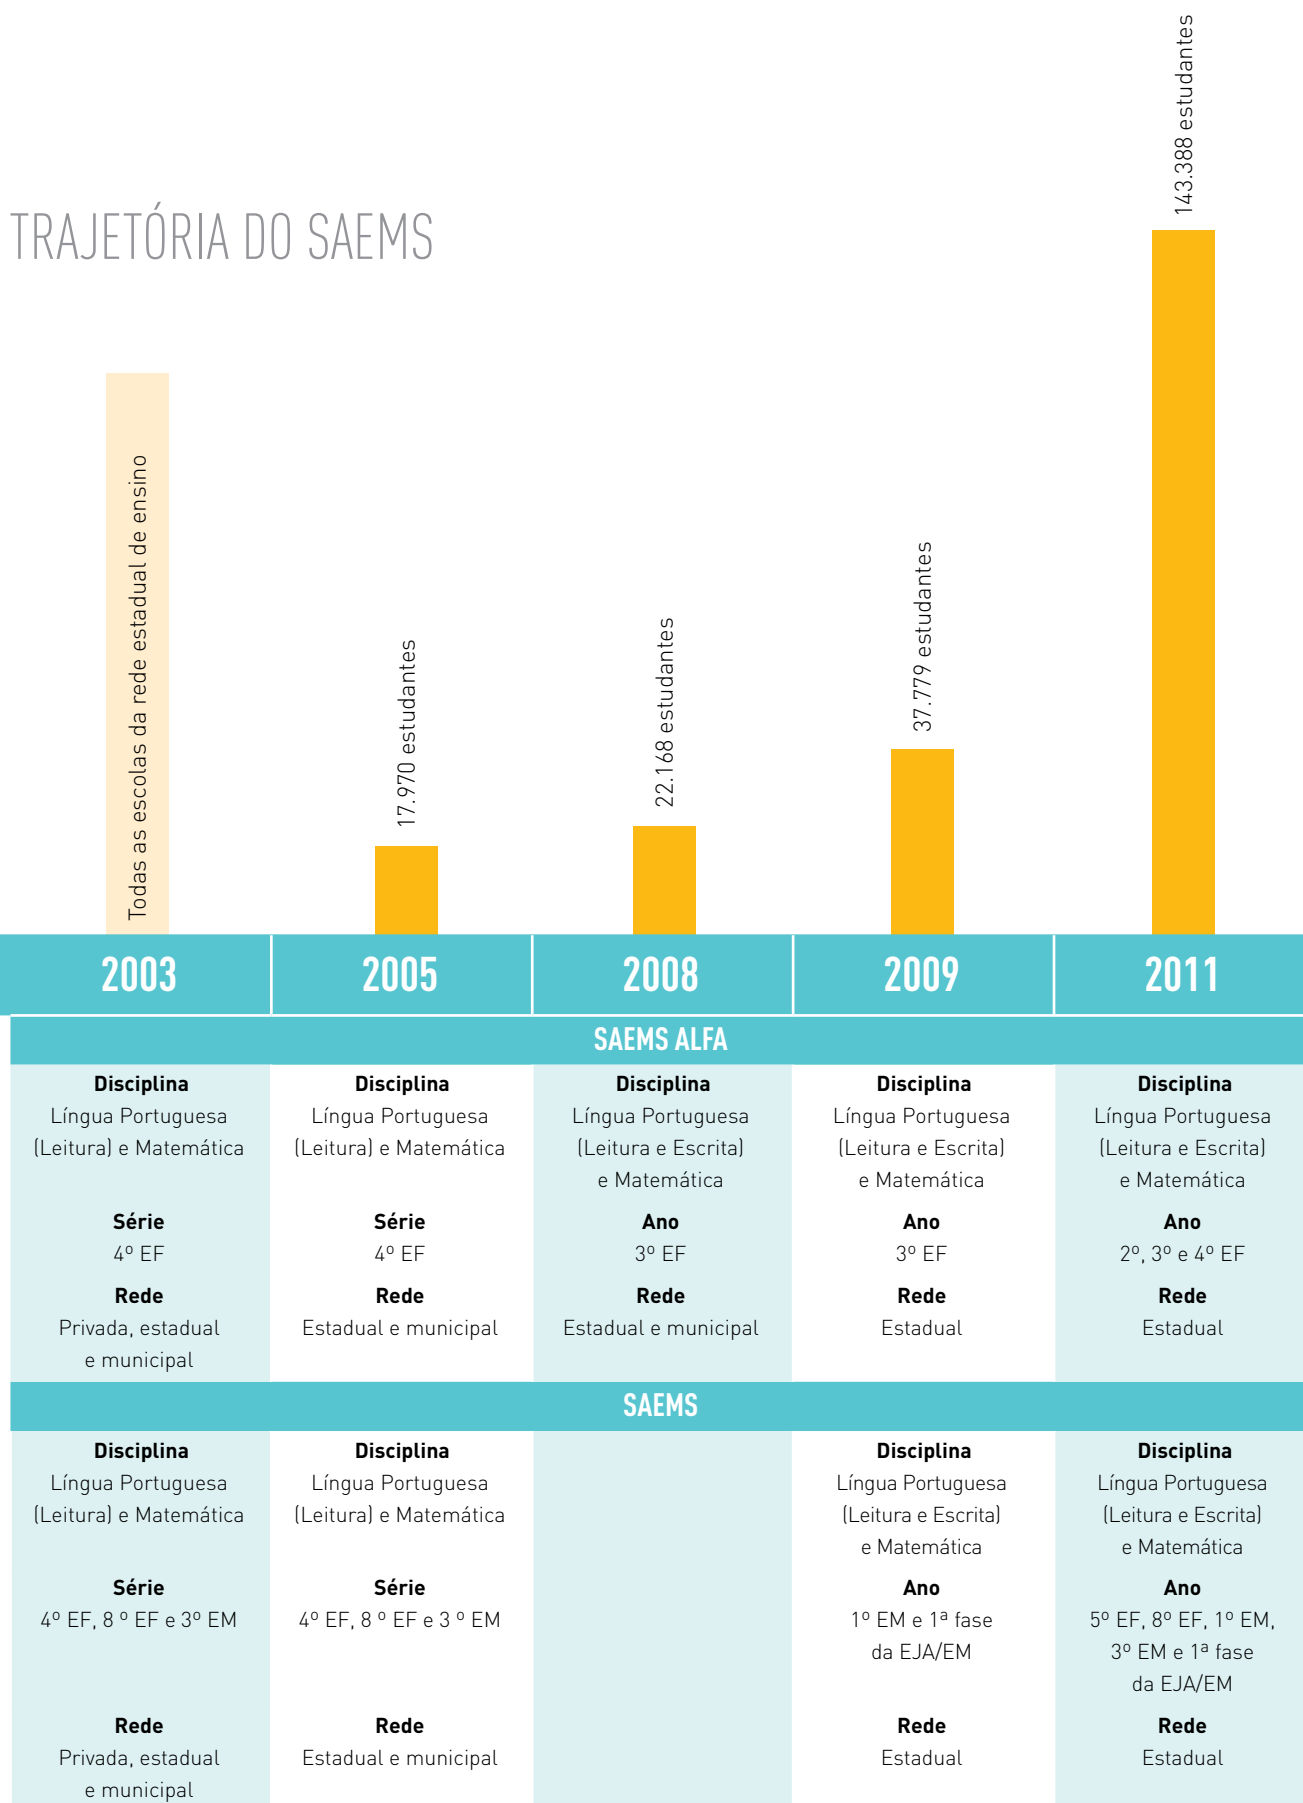 TRAJETÓRIA DO SAEMS
Todas as escolas da rede estadual de ensino
17.970 estudantes
22.168 estudantes
37.779 estudantes
143.388 estudantes
2003
2005
2008
2009
2011
SAEMS ALFA
Disciplina
Língua Portuguesa
(Leitura) e Matemática
Série
4º EF
Rede
Privada, estadual
e municipal
Disciplina
Língua Portuguesa
(Leitura) e Matemática
Série
4º EF
Rede
Estadual e municipal
Disciplina
Língua Portuguesa
(Leitura e Escrita)
e Matemática
Ano
3º EF
Rede
Estadual e municipal
Disciplina
Língua Portuguesa
(Leitura e Escrita)
e Matemática
Ano
3º EF
Rede
Estadual
Disciplina
Língua Portuguesa
(Leitura e Escrita)
e Matemática
Ano
2º, 3º e 4º EF
Rede
Estadual
SAEMS
Disciplina
Língua Portuguesa
(Leitura) e Matemática
Série
4º EF, 8 º EF e 3º EM
Rede
Privada, estadual
e municipal
Disciplina
Língua Portuguesa
(Leitura) e Matemática
Série
4º EF, 8 º EF e 3 º EM
Rede
Estadual e municipal
Disciplina
Língua Portuguesa
(Leitura e Escrita)
e Matemática
Ano
1º EM e 1ª fase
da EJA/EM
Rede
Estadual
Disciplina
Língua Portuguesa
(Leitura e Escrita)
e Matemática
Ano
5º EF, 8º EF, 1º EM,
3º EM e 1ª fase
da EJA/EM
Rede
Estadual